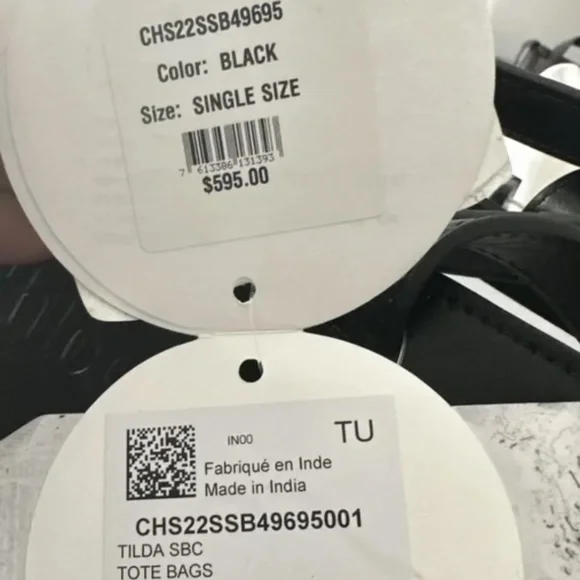 CHS22SSB49695
Color: BLACK
Size: SINGLE SIZE
7 613386 131393
$595.00
IN00
TU
Fabriqué en Inde
Made in India
CHS22SSB49695001
TILDA SBC
TOTE BAGS